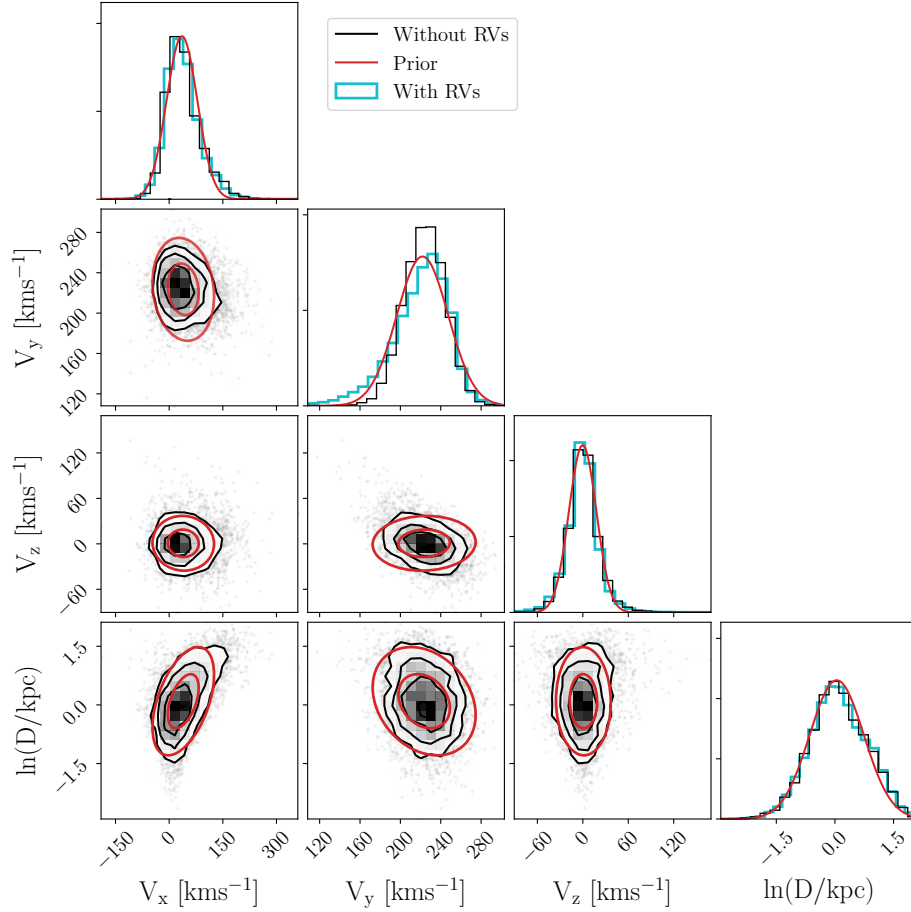 Without RVs
Prior
With RVs
280
240
200
160
120
V_y [kms⁻¹]
120
60
0
−60
V_z [kms⁻¹]
1.5
0.0
−1.5
ln(D/kpc)
−150 0 150 300 120 160 200 240 280 −60 0 60 120 −1.5 0.0 1.5
V_x [kms⁻¹] V_y [kms⁻¹] V_z [kms⁻¹] ln(D/kpc)